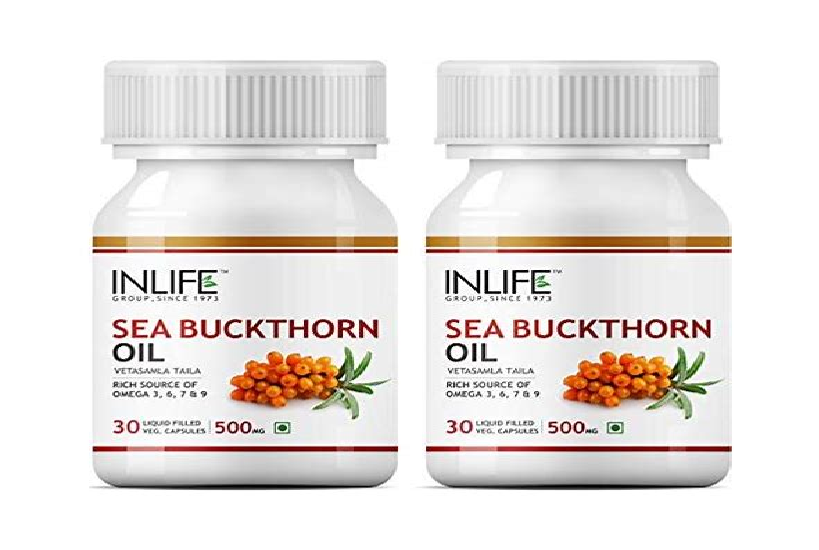 INLIFE™
GROUP, SINCE 1973
SEA BUCKTHORN
OIL
VETASAMLA TAILA
RICH SOURCE OF
OMEGA 3, 6, 7 & 9
30 LIQUID FILLED
VEG. CAPSULES 500MG
INLIFE™
GROUP, SINCE 1973
SEA BUCKTHORN
OIL
VETASAMLA TAILA
RICH SOURCE OF
OMEGA 3, 6, 7 & 9
30 LIQUID FILLED
VEG. CAPSULES 500MG